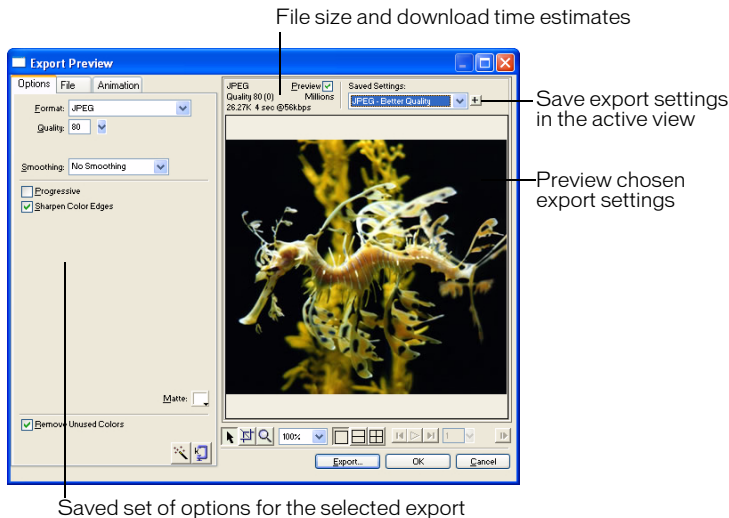 File size and download time estimates
Export Preview
Options File Animation
Format: JPEG
Quality: 80
Smoothing: No Smoothing
Progressive
Sharpen Color Edges
Matte:
Remove Unused Colors
JPEG Preview
Quality 80 (0) Millions
26.27K 4 sec @56kbps
Saved Settings:
JPEG - Better Quality
Save export settings
in the active view
Preview chosen
export settings
100%
1
Export... OK Cancel
Saved set of options for the selected export